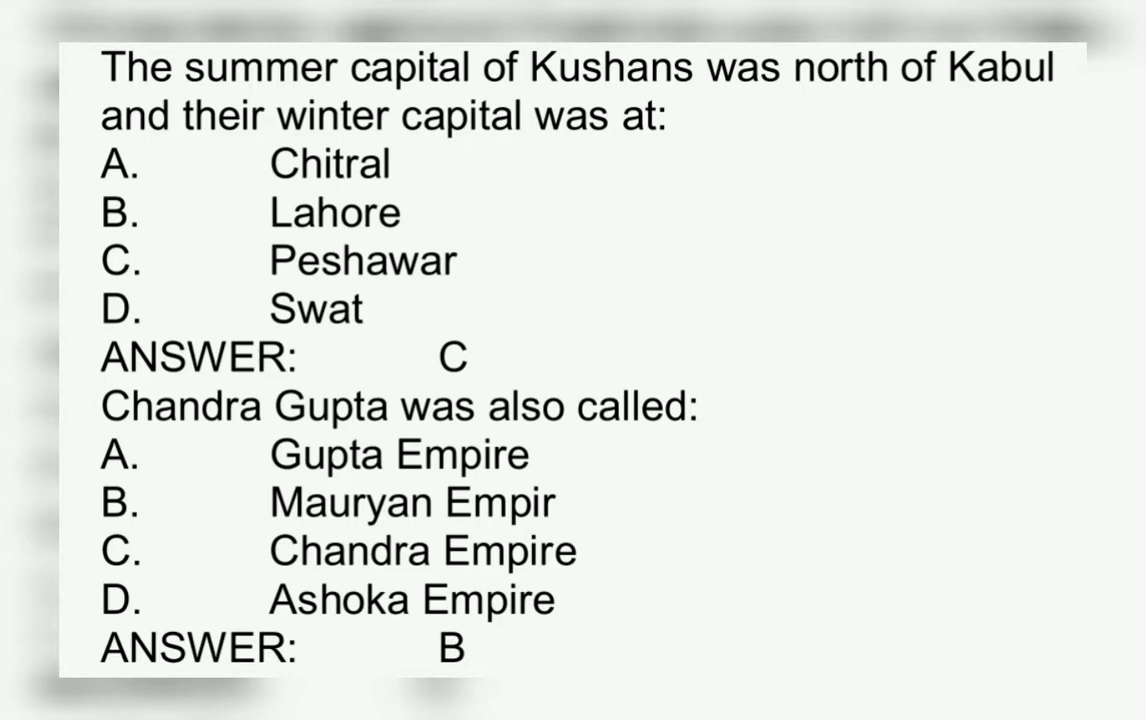 The summer capital of Kushans was north of Kabul
and their winter capital was at:
A. Chitral
B. Lahore
C. Peshawar
D. Swat
ANSWER: C
Chandra Gupta was also called:
A. Gupta Empire
B. Mauryan Empir
C. Chandra Empire
D. Ashoka Empire
ANSWER: B